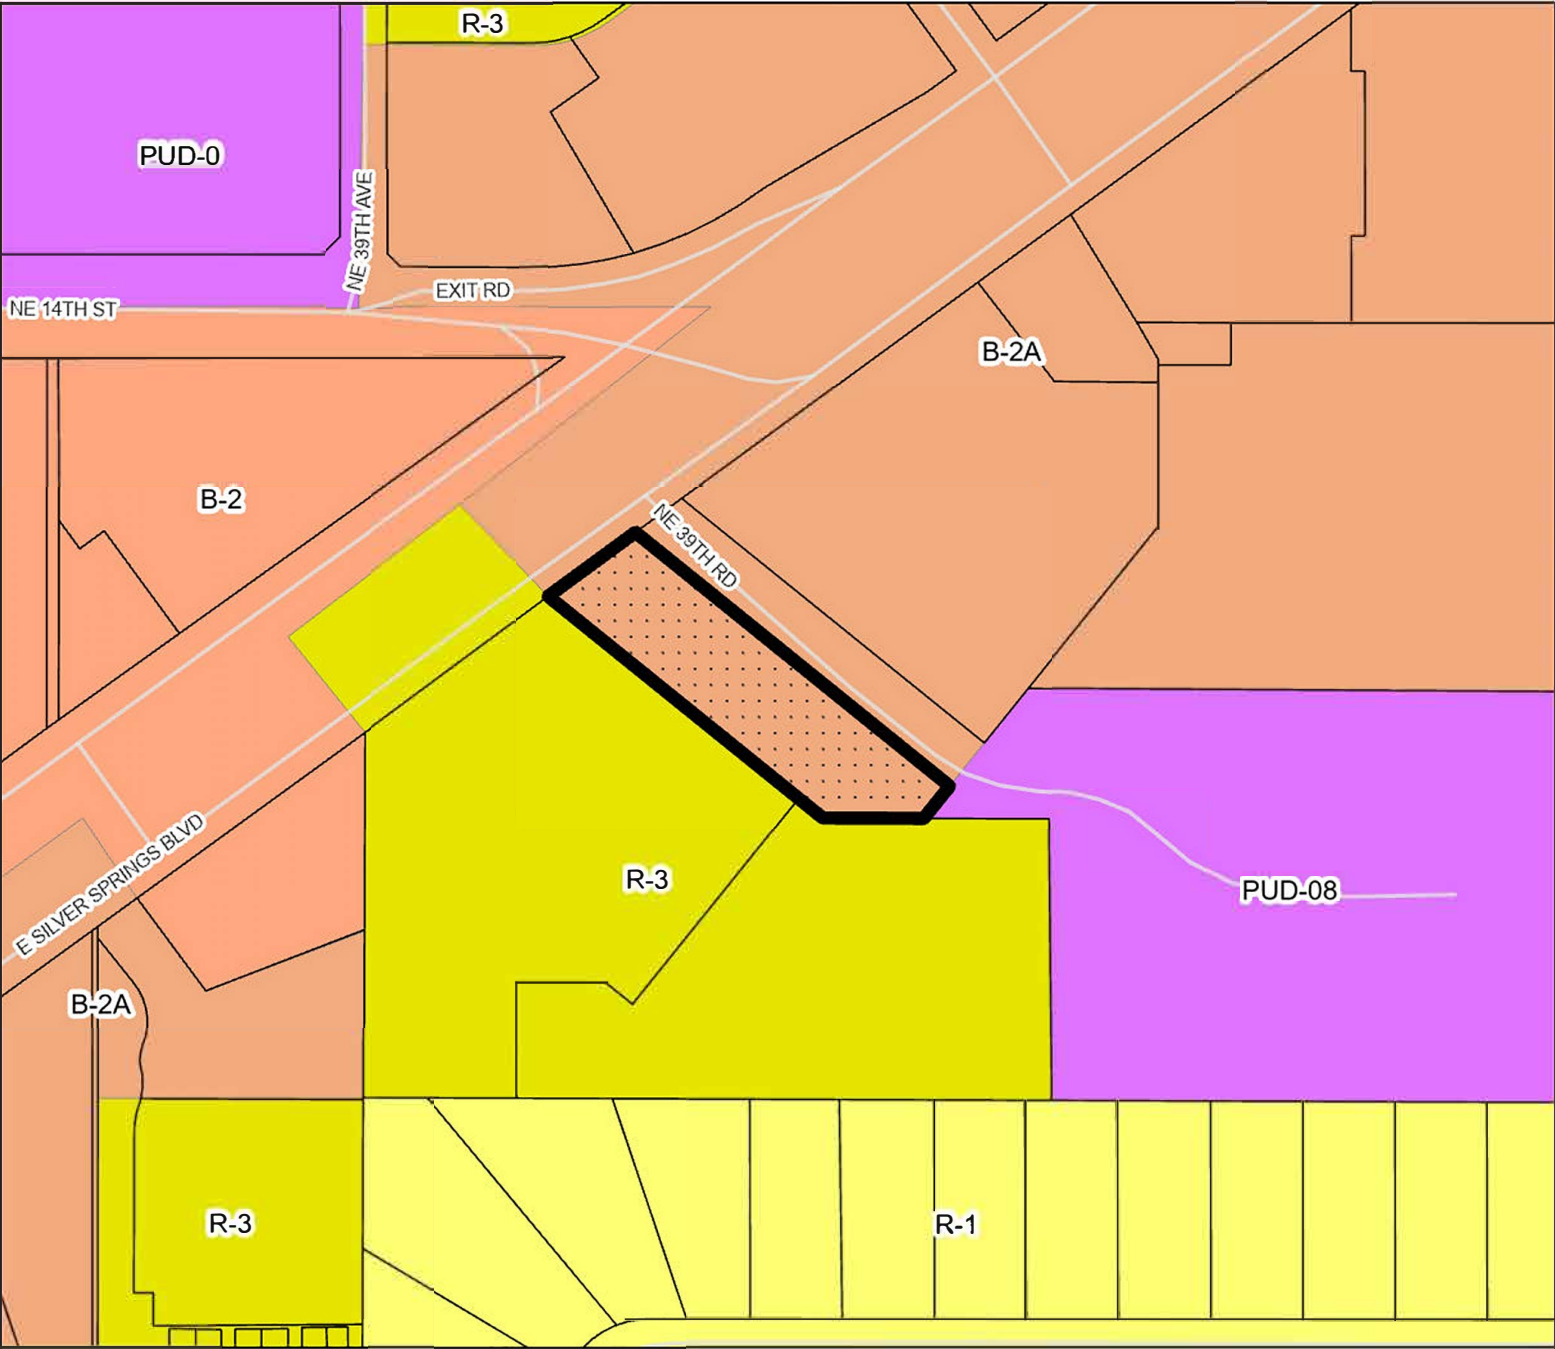 R-3
PUD-0
NE 39TH AVE
EXIT RD
NE 14TH ST
B-2A
B-2
NE 39TH RD
R-3
PUD-08
E SILVER SPRINGS BLVD
B-2A
R-3
R-1